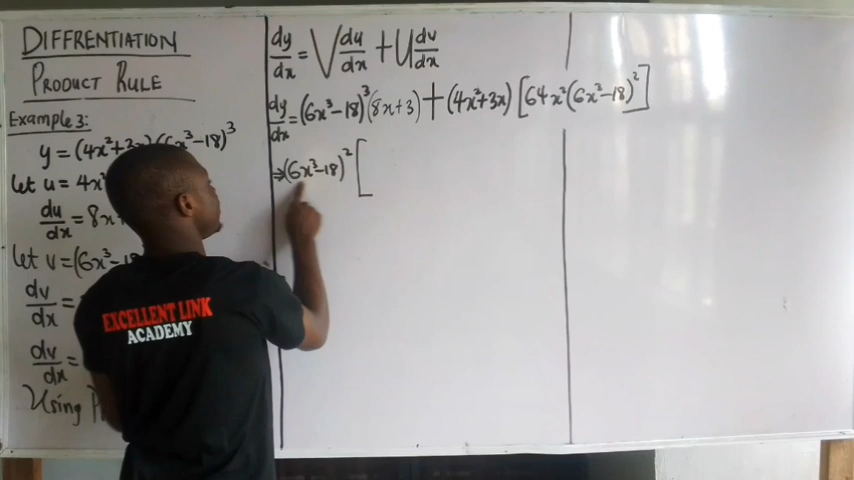 DIFFRENTIATION
PRODUCT RULE
Example 3:
y = (4x²+3x)(6x³-18)³
let u = 4x²
du/dx = 8x+
let v = (6x³-18
dv/dx =
dv/dx =
Using
dy/dx = V du/dx + U dv/dx
dy/dx = (6x³-18)³(8x+3) + (4x²+3x)[64x²(6x³-18)²]
⇒(6x³-18)² [
EXCELLENT LINK
ACADEMY